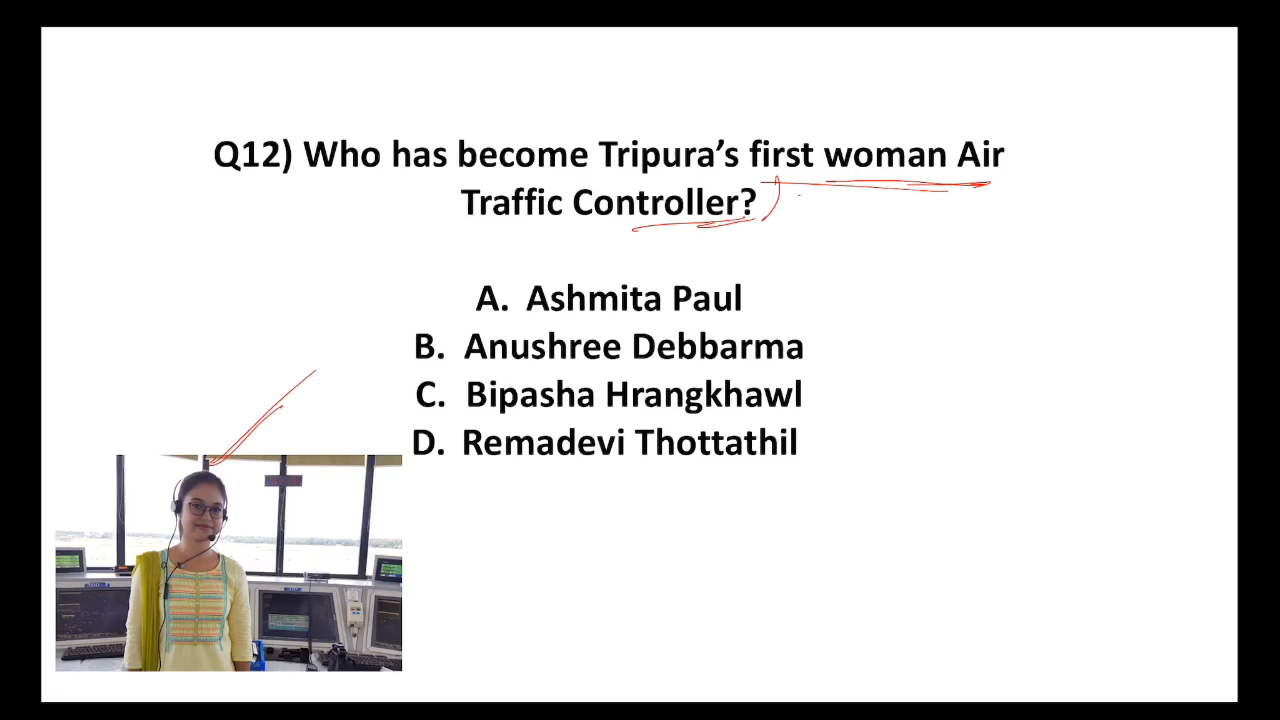 Q12) Who has become Tripura’s first woman Air
Traffic Controller?
A. Ashmita Paul
B. Anushree Debbarma
C. Bipasha Hrangkhawl
D. Remadevi Thottathil